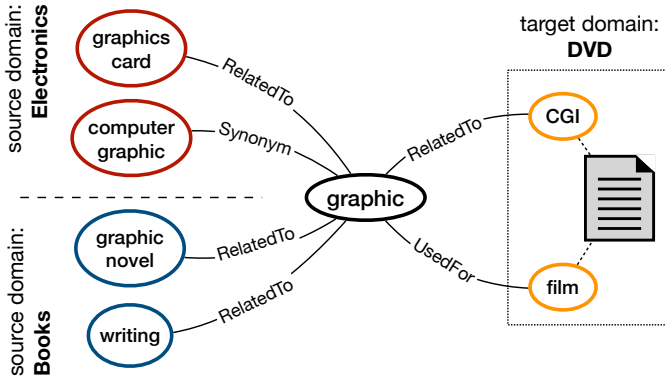 source domain:
Electronics
graphics
card
RelatedTo
computer
graphic
Synonym
source domain:
Books
graphic
novel
RelatedTo
writing
RelatedTo
graphic
RelatedTo
UsedFor
target domain:
DVD
CGI
film